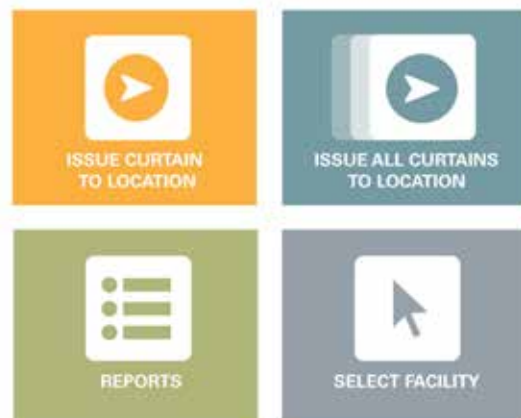 ISSUE CURTAIN
TO LOCATION
ISSUE ALL CURTAINS
TO LOCATION
REPORTS
SELECT FACILITY